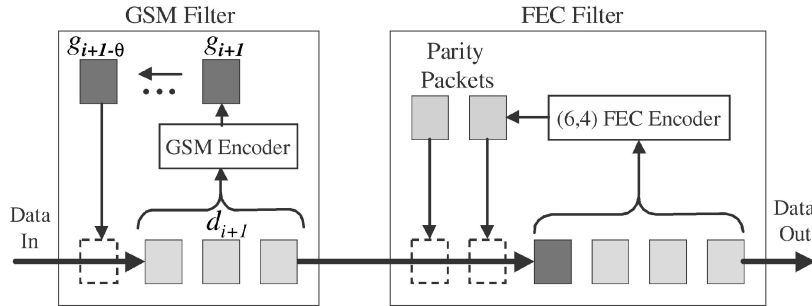 GSM Filter
FEC Filter
g_{i+1-θ}
g_{i+1}
•••
Parity
Packets
GSM Encoder
(6,4) FEC Encoder
Data
In
d_{i+1}
Data
Out